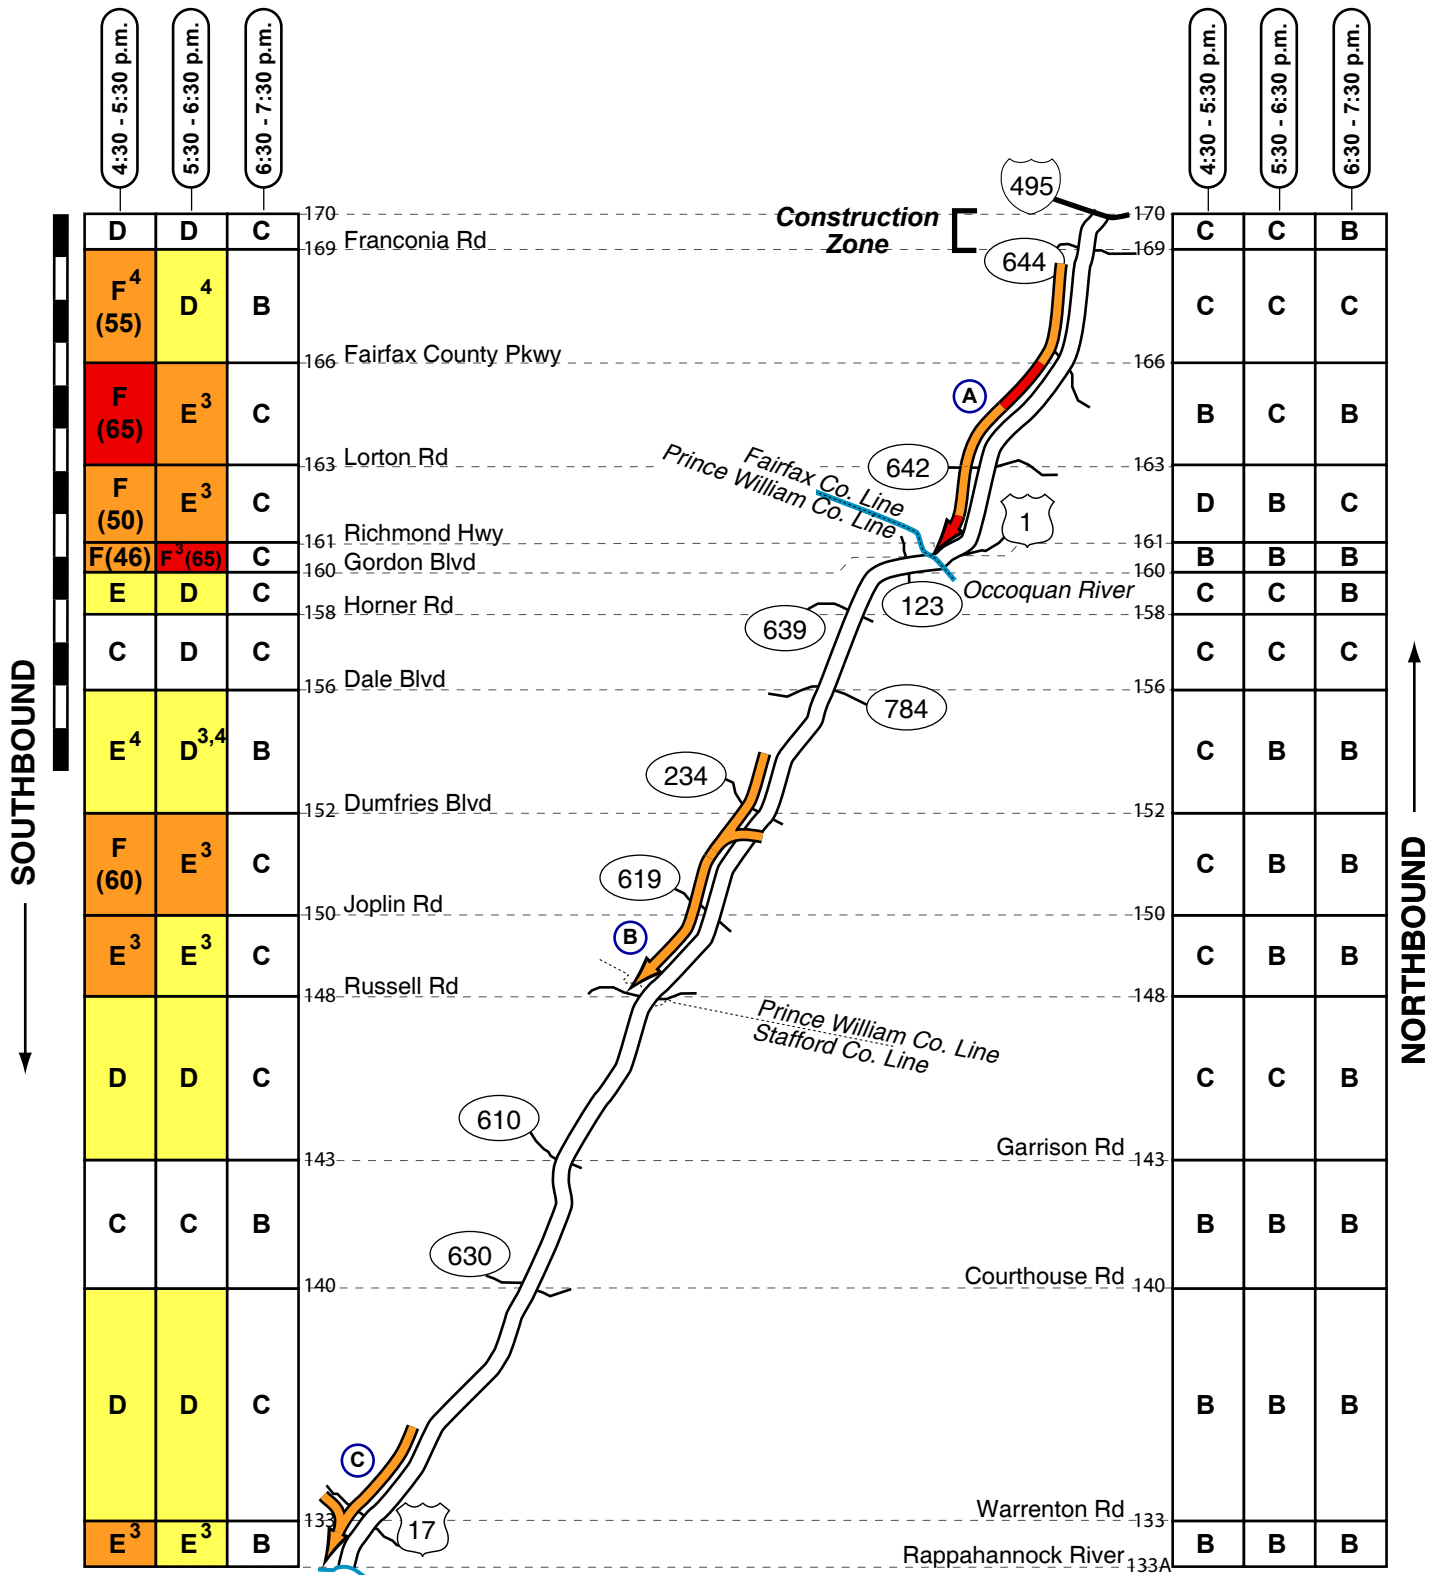 4:30 - 5:30 p.m.
5:30 - 6:30 p.m.
6:30 - 7:30 p.m.
4:30 - 5:30 p.m.
5:30 - 6:30 p.m.
6:30 - 7:30 p.m.
495
Construction
Zone
D D C 170 170 C C B
Franconia Rd
169 169
644
F4
(55)
D4 B C C C
Fairfax County Pkwy
166 166
A
F
(65)
E3 C B C B
Lorton Rd
163 163
642
Fairfax Co. Line
Prince William Co. Line
F
(50)
E3 C D B C
1
Richmond Hwy
161 161
F(46) F3(65) C B B B
Gordon Blvd
160 160
E D C C C B
Occoquan River
123
Horner Rd
158 158
639
C D C C C C
Dale Blvd
156 156
784
E4 D3,4 B C B B
234
Dumfries Blvd
152 152
F
(60)
E3 C C B B
619
Joplin Rd
150 150
B
E3 E3 C C B B
Russell Rd
148 148
Prince William Co. Line
Stafford Co. Line
D D C C C B
610
Garrison Rd
143 143
C C B B B B
630
Courthouse Rd
140 140
D D C B B B
C
Warrenton Rd
133 133
17
E3 E3 B B B B
Rappahannock River
133A
SOUTHBOUND
NORTHBOUND